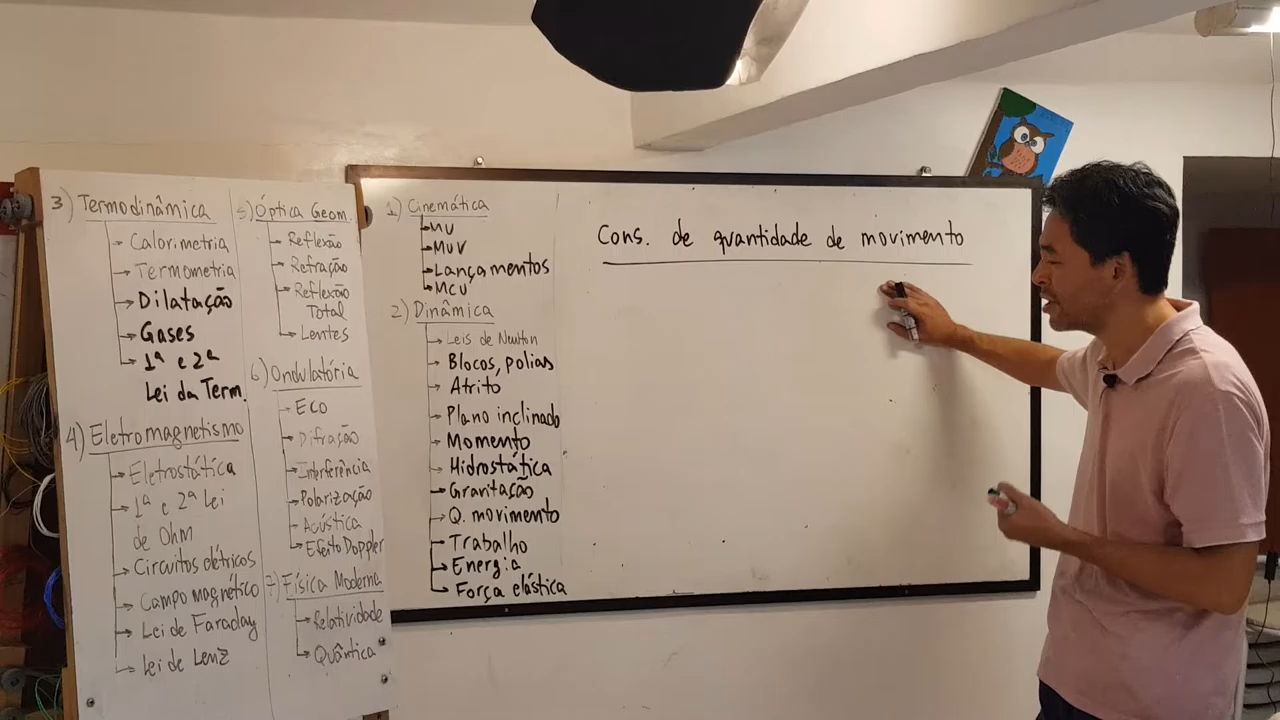 3) Termodinâmica
Calorimetria
Termometria
Dilatação
Gases
1ª e 2ª
Lei da Term.
4) Eletromagnetismo
Eletrostática
1ª e 2ª Lei
de Ohm
Circuitos elétricos
Campo magnético
Lei de Faraday
Lei de Lenz
5) Óptica Geom.
Reflexão
Refração
Reflexão
Total
Lentes
6) Ondulatória
Eco
Difração
Interferência
Polarização
Acústica
Efeito Doppler
7) Física Moderna
Relatividade
Quântica
1) Cinemática
MU
MUV
Lançamentos
MCU
2) Dinâmica
Leis de Newton
Blocos, polias
Atrito
Plano inclinado
Momento
Hidrostática
Gravitação
Q. movimento
Trabalho
Energia
Força elástica
Cons. de quantidade de movimento